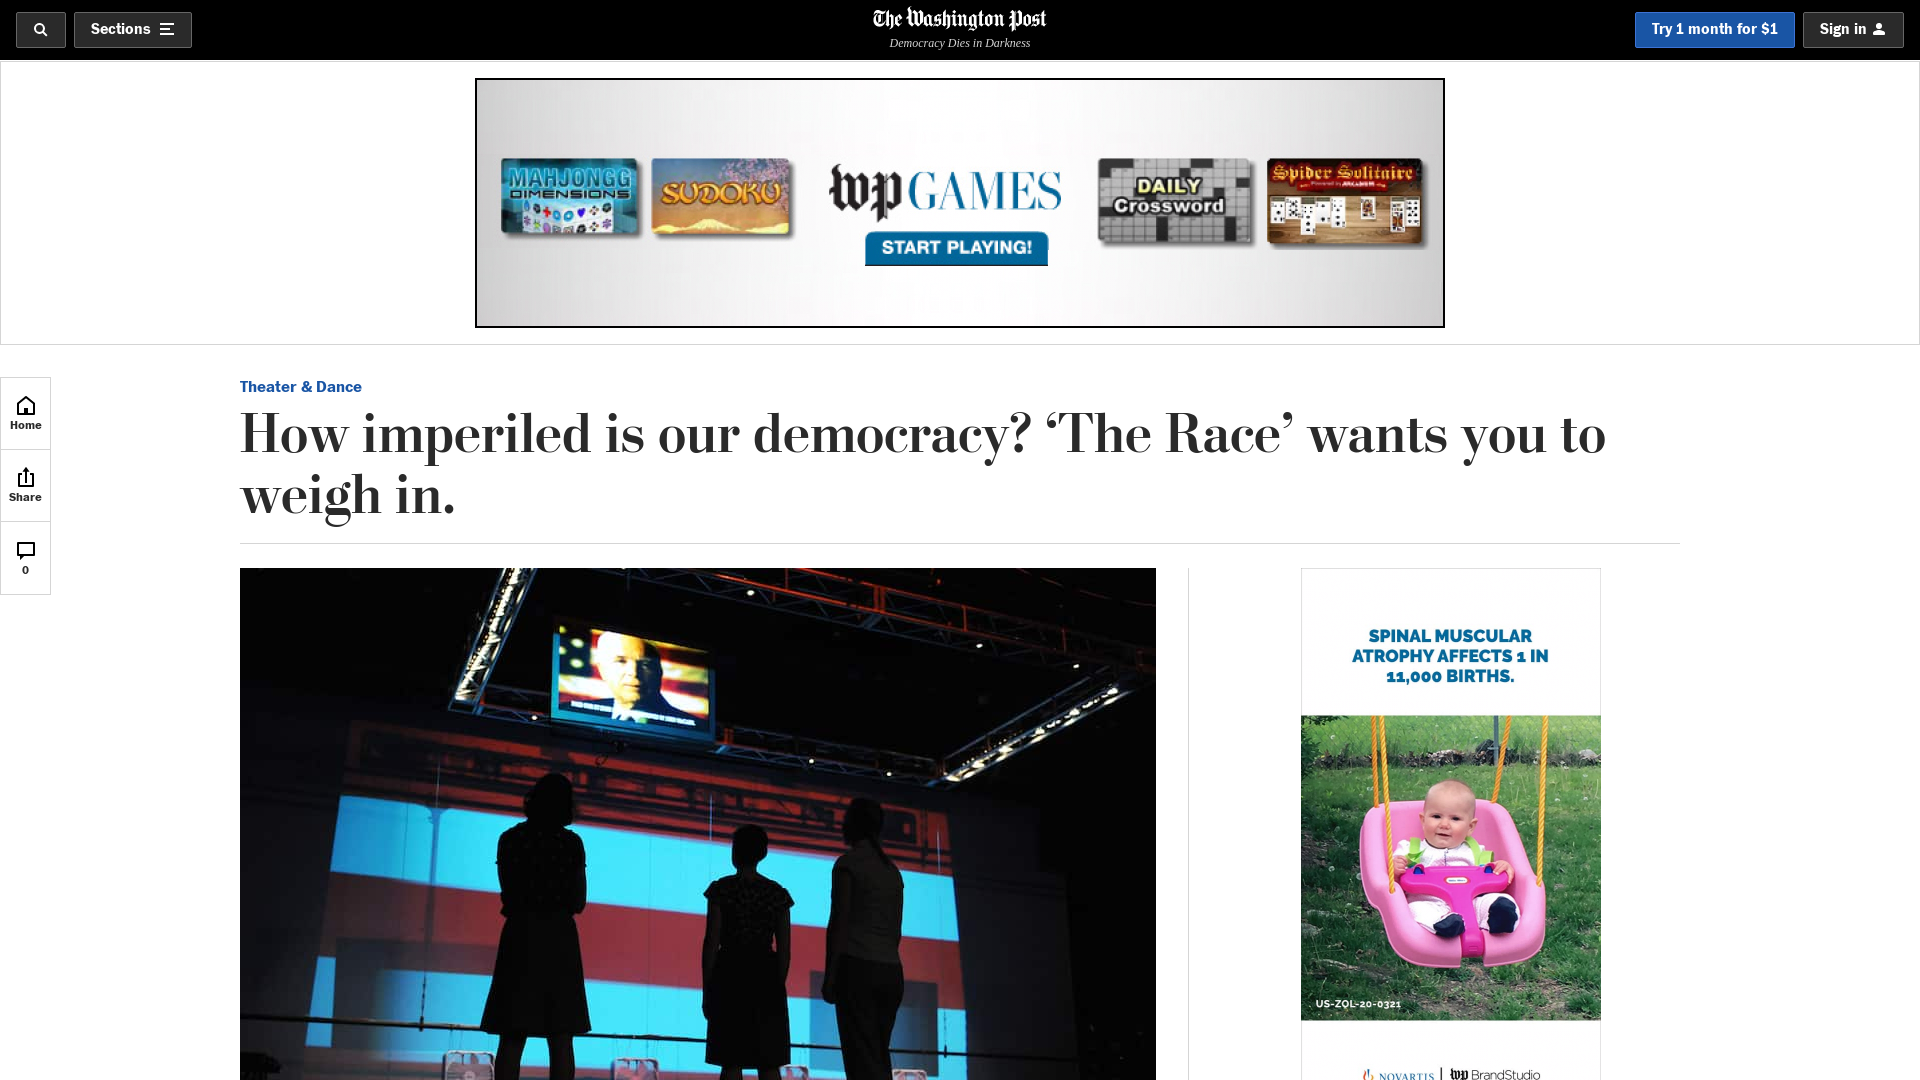 Sections
The Washington Post
Democracy Dies in Darkness
Try 1 month for $1
Sign in
MAHJONGG
DIMENSIONS
SUDOKU
wp GAMES
START PLAYING!
DAILY
Crossword
Spider Solitaire
Home
Share
0
Theater & Dance
How imperiled is our democracy? ‘The Race’ wants you to
weigh in.
SPINAL MUSCULAR
ATROPHY AFFECTS 1 IN
11,000 BIRTHS.
US-ZOL-20-0321
NOVARTIS | wp BrandStudio